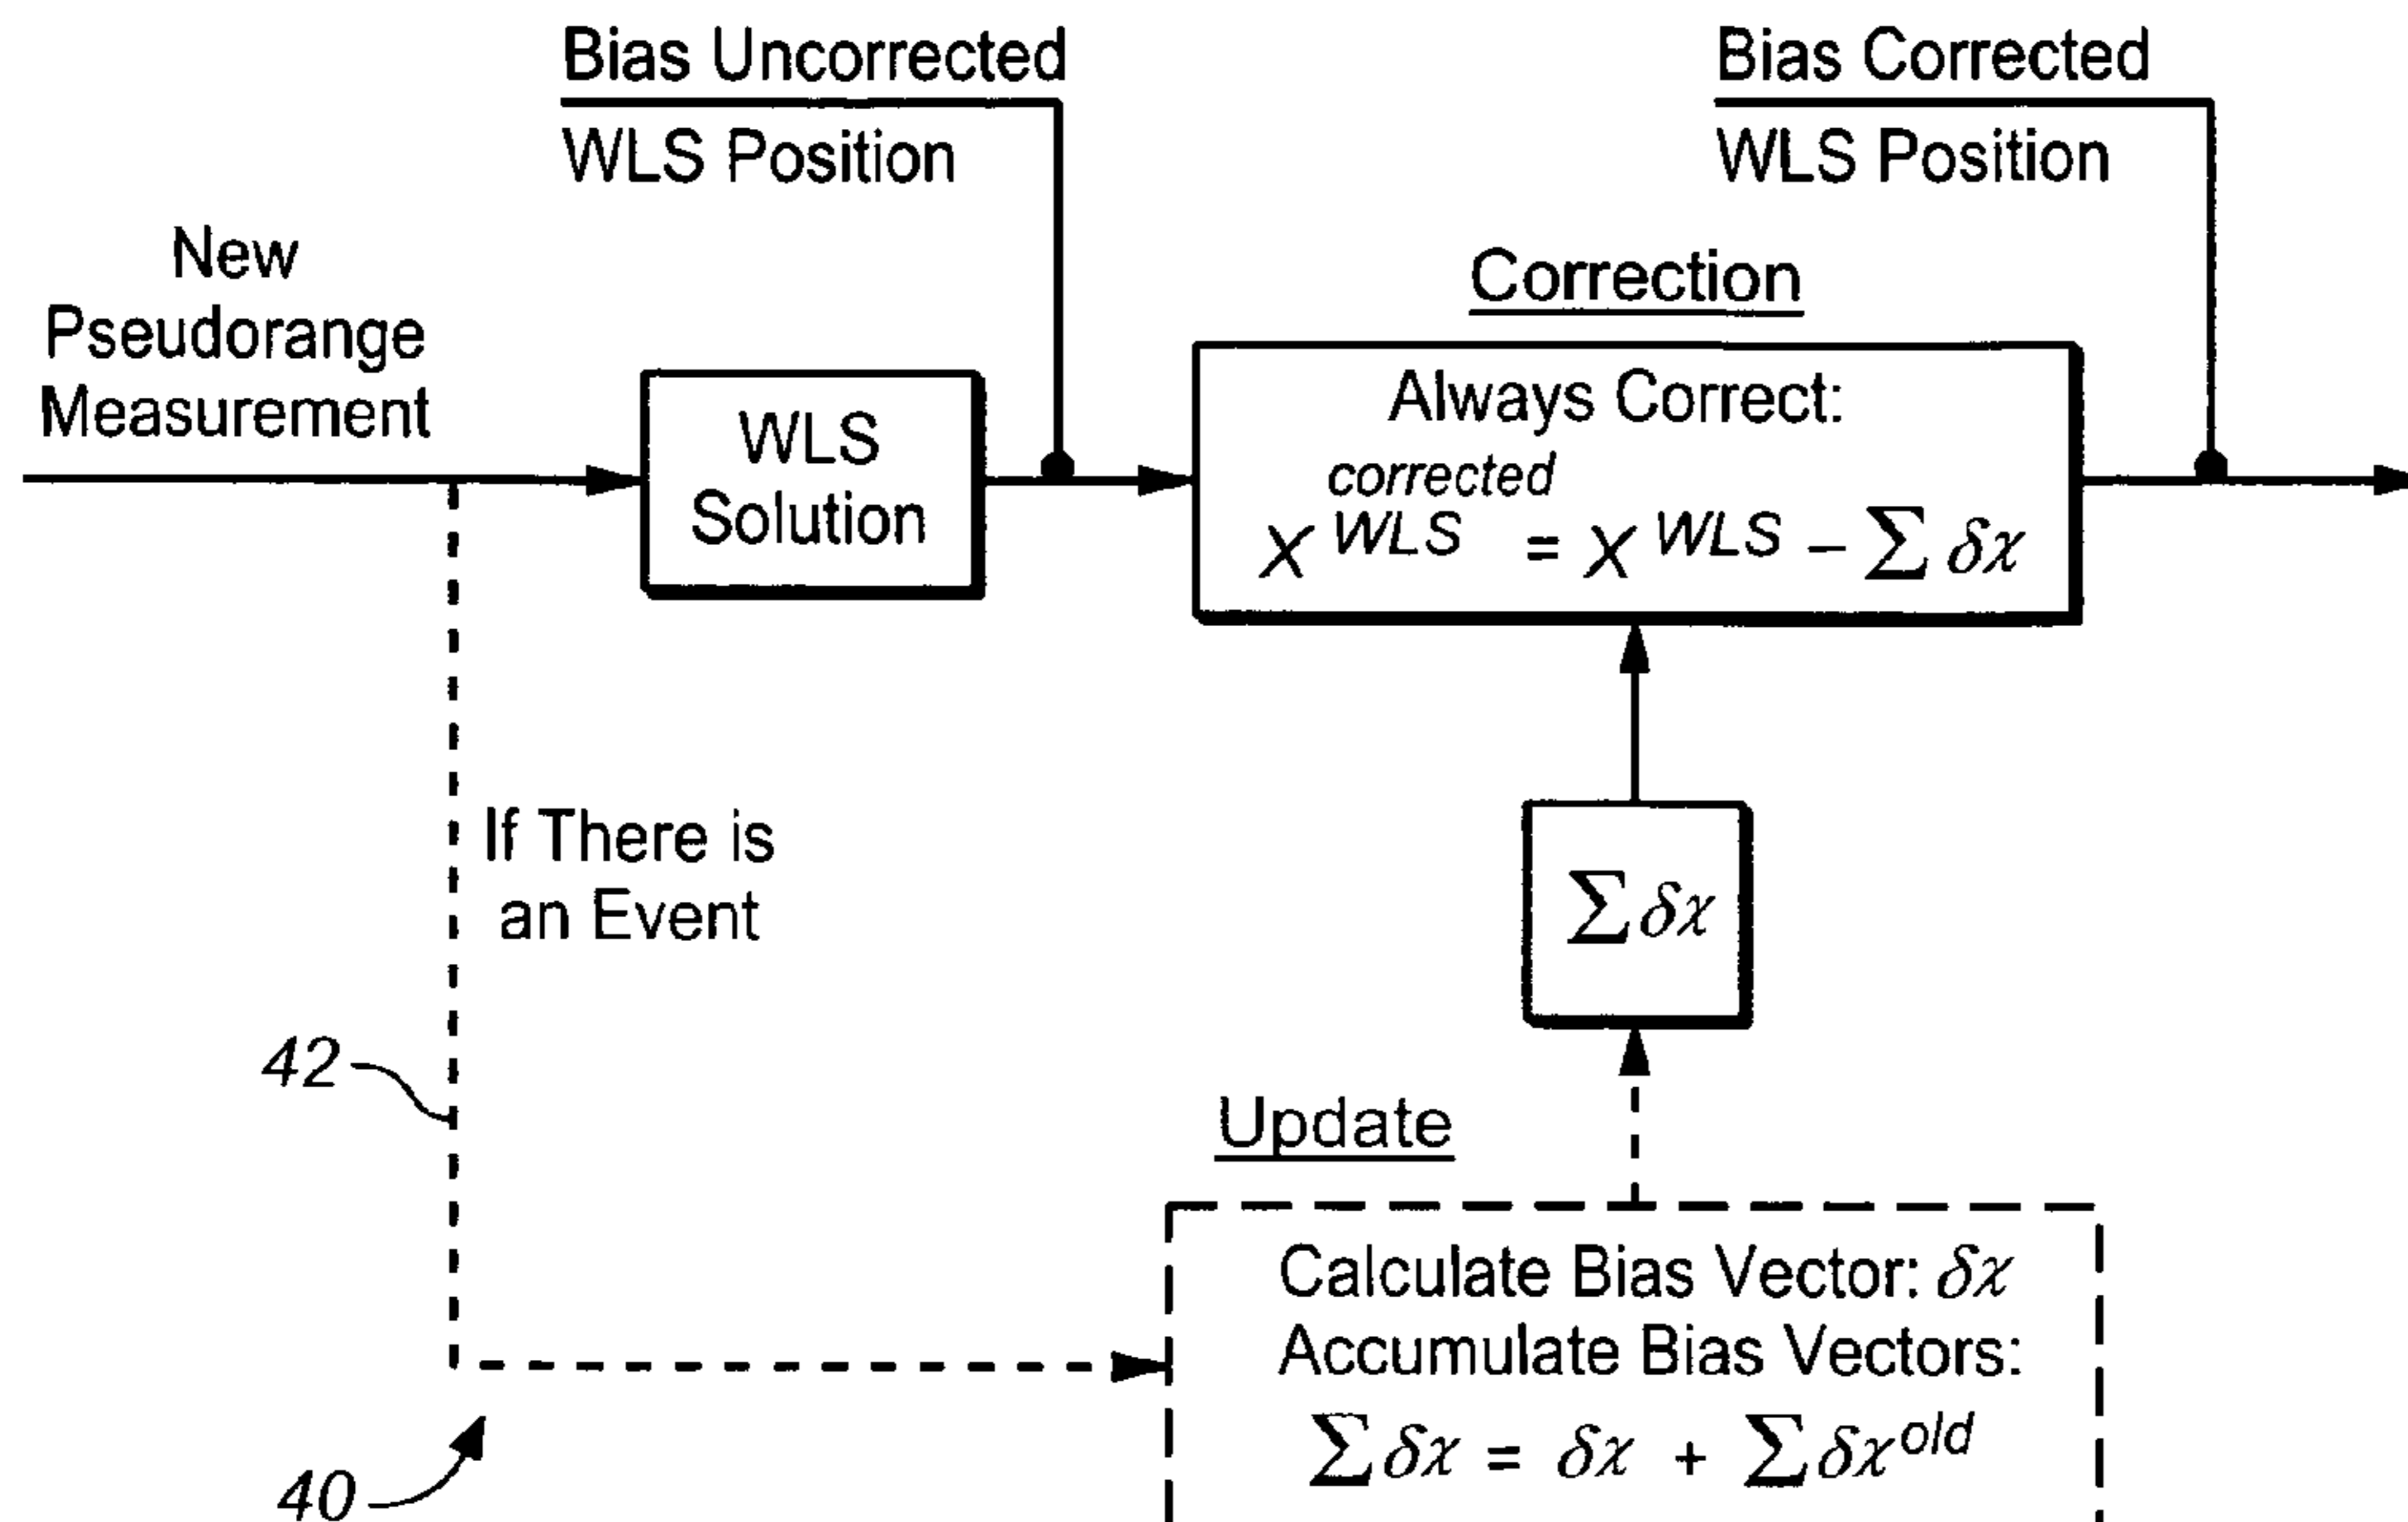 Bias Uncorrected
WLS Position
Bias Corrected
WLS Position
New
Pseudorange
Measurement
WLS
Solution
Correction
Always Correct:
corrected
X WLS = X WLS – ∑ δχ
If There is
an Event
∑ δχ
42
Update
Calculate Bias Vector: δχ
Accumulate Bias Vectors:
∑ δχ = δχ + ∑ δχ old
40